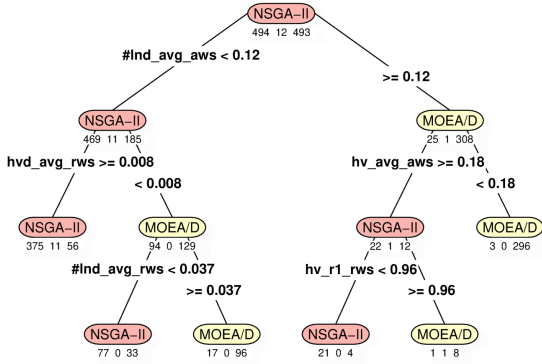 NSGA−II
494 12 493
#lnd_avg_aws < 0.12
>= 0.12
NSGA−II
469 11 185
MOEA/D
25 1 308
hvd_avg_rws >= 0.008
< 0.008
hv_avg_aws >= 0.18
< 0.18
NSGA−II
375 11 56
MOEA/D
94 0 129
NSGA−II
22 1 12
MOEA/D
3 0 296
#lnd_avg_rws < 0.037
>= 0.037
hv_r1_rws < 0.96
>= 0.96
NSGA−II
77 0 33
MOEA/D
17 0 96
NSGA−II
21 0 4
MOEA/D
1 1 8